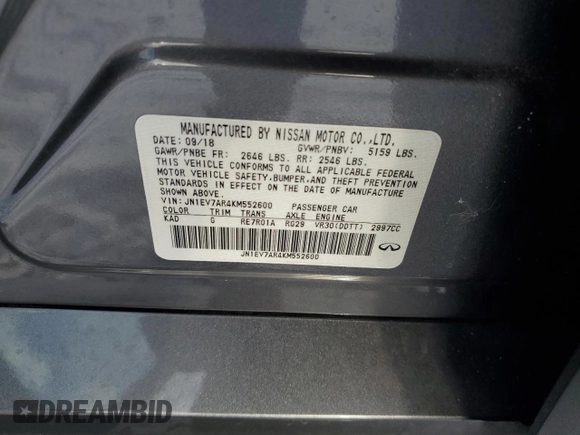 MANUFACTURED BY NISSAN MOTOR CO.,LTD.
DATE: 09/18 GVWR/PNBV: 5159 LBS.
GAWR/PNBE FR: 2646 LBS. RR: 2546 LBS.
THIS VEHICLE CONFORMS TO ALL APPLICABLE FEDERAL
MOTOR VEHICLE SAFETY,BUMPER,AND THEFT PREVENTION
STANDARDS IN EFFECT ON THE DATE OF MANUFACTURE
SHOWN ABOVE.
VIN: JN1EV7AR4KM552600 PASSENGER CAR
COLOR TRIM TRANS AXLE ENGINE
KAD G RE7R01A RG29 VR30(DDTT) 2997CC
JN1EV7AR4KM552600
DREAMBID